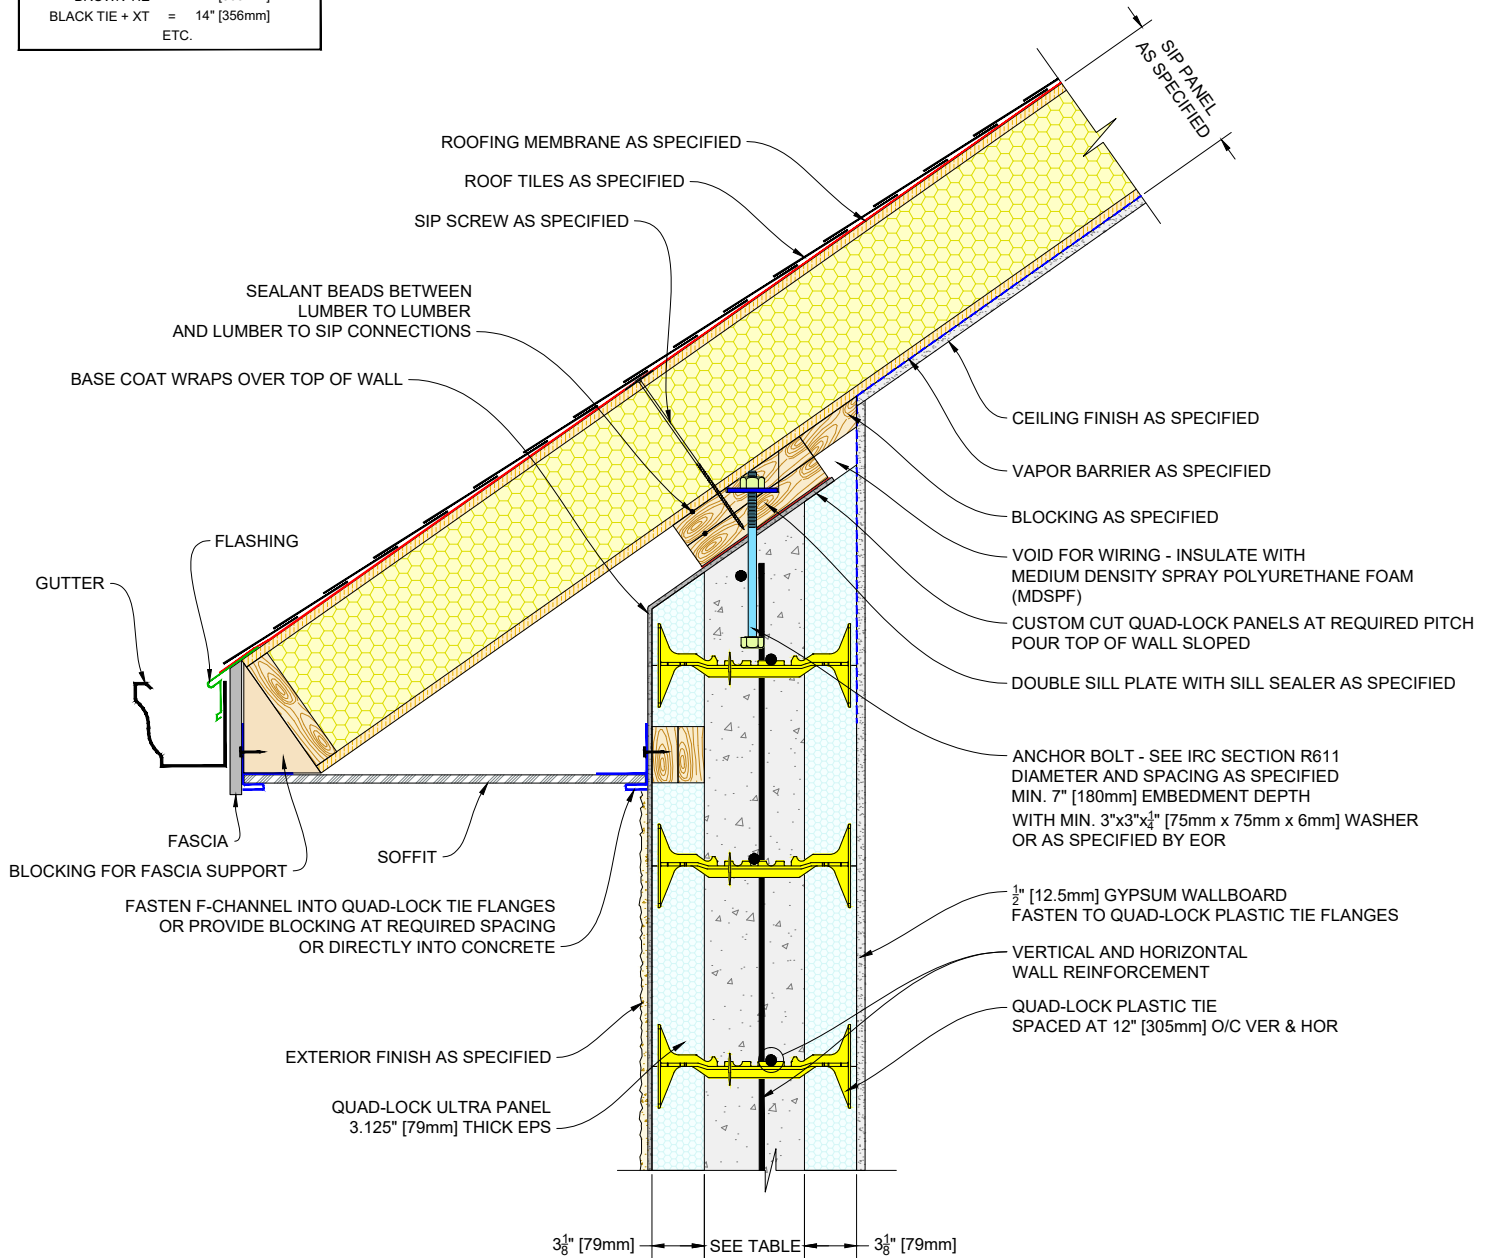 BLACK TIE + XT = 14" [356mm]
ETC.
SIP PANEL
AS SPECIFIED
ROOFING MEMBRANE AS SPECIFIED
ROOF TILES AS SPECIFIED
SIP SCREW AS SPECIFIED
SEALANT BEADS BETWEEN
LUMBER TO LUMBER
AND LUMBER TO SIP CONNECTIONS
BASE COAT WRAPS OVER TOP OF WALL
FLASHING
GUTTER
FASCIA
BLOCKING FOR FASCIA SUPPORT
SOFFIT
FASTEN F-CHANNEL INTO QUAD-LOCK TIE FLANGES
OR PROVIDE BLOCKING AT REQUIRED SPACING
OR DIRECTLY INTO CONCRETE
EXTERIOR FINISH AS SPECIFIED
QUAD-LOCK ULTRA PANEL
3.125" [79mm] THICK EPS
CEILING FINISH AS SPECIFIED
VAPOR BARRIER AS SPECIFIED
BLOCKING AS SPECIFIED
VOID FOR WIRING - INSULATE WITH
MEDIUM DENSITY SPRAY POLYURETHANE FOAM
(MDSPF)
CUSTOM CUT QUAD-LOCK PANELS AT REQUIRED PITCH
POUR TOP OF WALL SLOPED
DOUBLE SILL PLATE WITH SILL SEALER AS SPECIFIED
ANCHOR BOLT - SEE IRC SECTION R611
DIAMETER AND SPACING AS SPECIFIED
MIN. 7" [180mm] EMBEDMENT DEPTH
WITH MIN. 3"x3"x1/4" [75mm x 75mm x 6mm] WASHER
OR AS SPECIFIED BY EOR
1/2" [12.5mm] GYPSUM WALLBOARD
FASTEN TO QUAD-LOCK PLASTIC TIE FLANGES
VERTICAL AND HORIZONTAL
WALL REINFORCEMENT
QUAD-LOCK PLASTIC TIE
SPACED AT 12" [305mm] O/C VER & HOR
3 1/8" [79mm] SEE TABLE 3 1/8" [79mm]